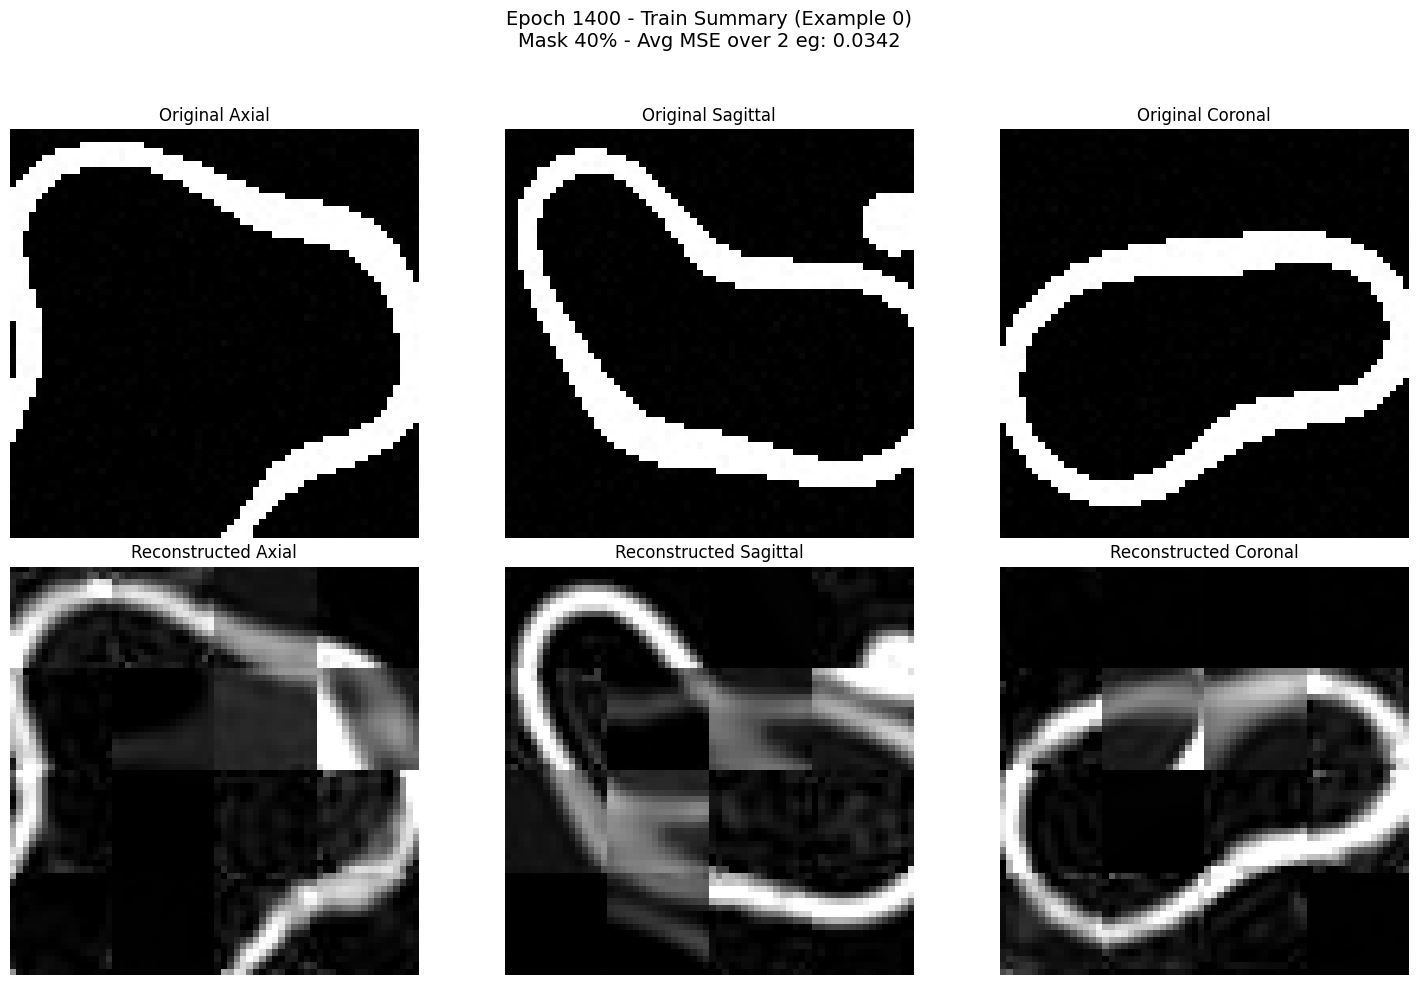 Epoch 1400 - Train Summary (Example 0)
Mask 40% - Avg MSE over 2 eg: 0.0342
Original Axial
Original Sagittal
Original Coronal
Reconstructed Axial
Reconstructed Sagittal
Reconstructed Coronal